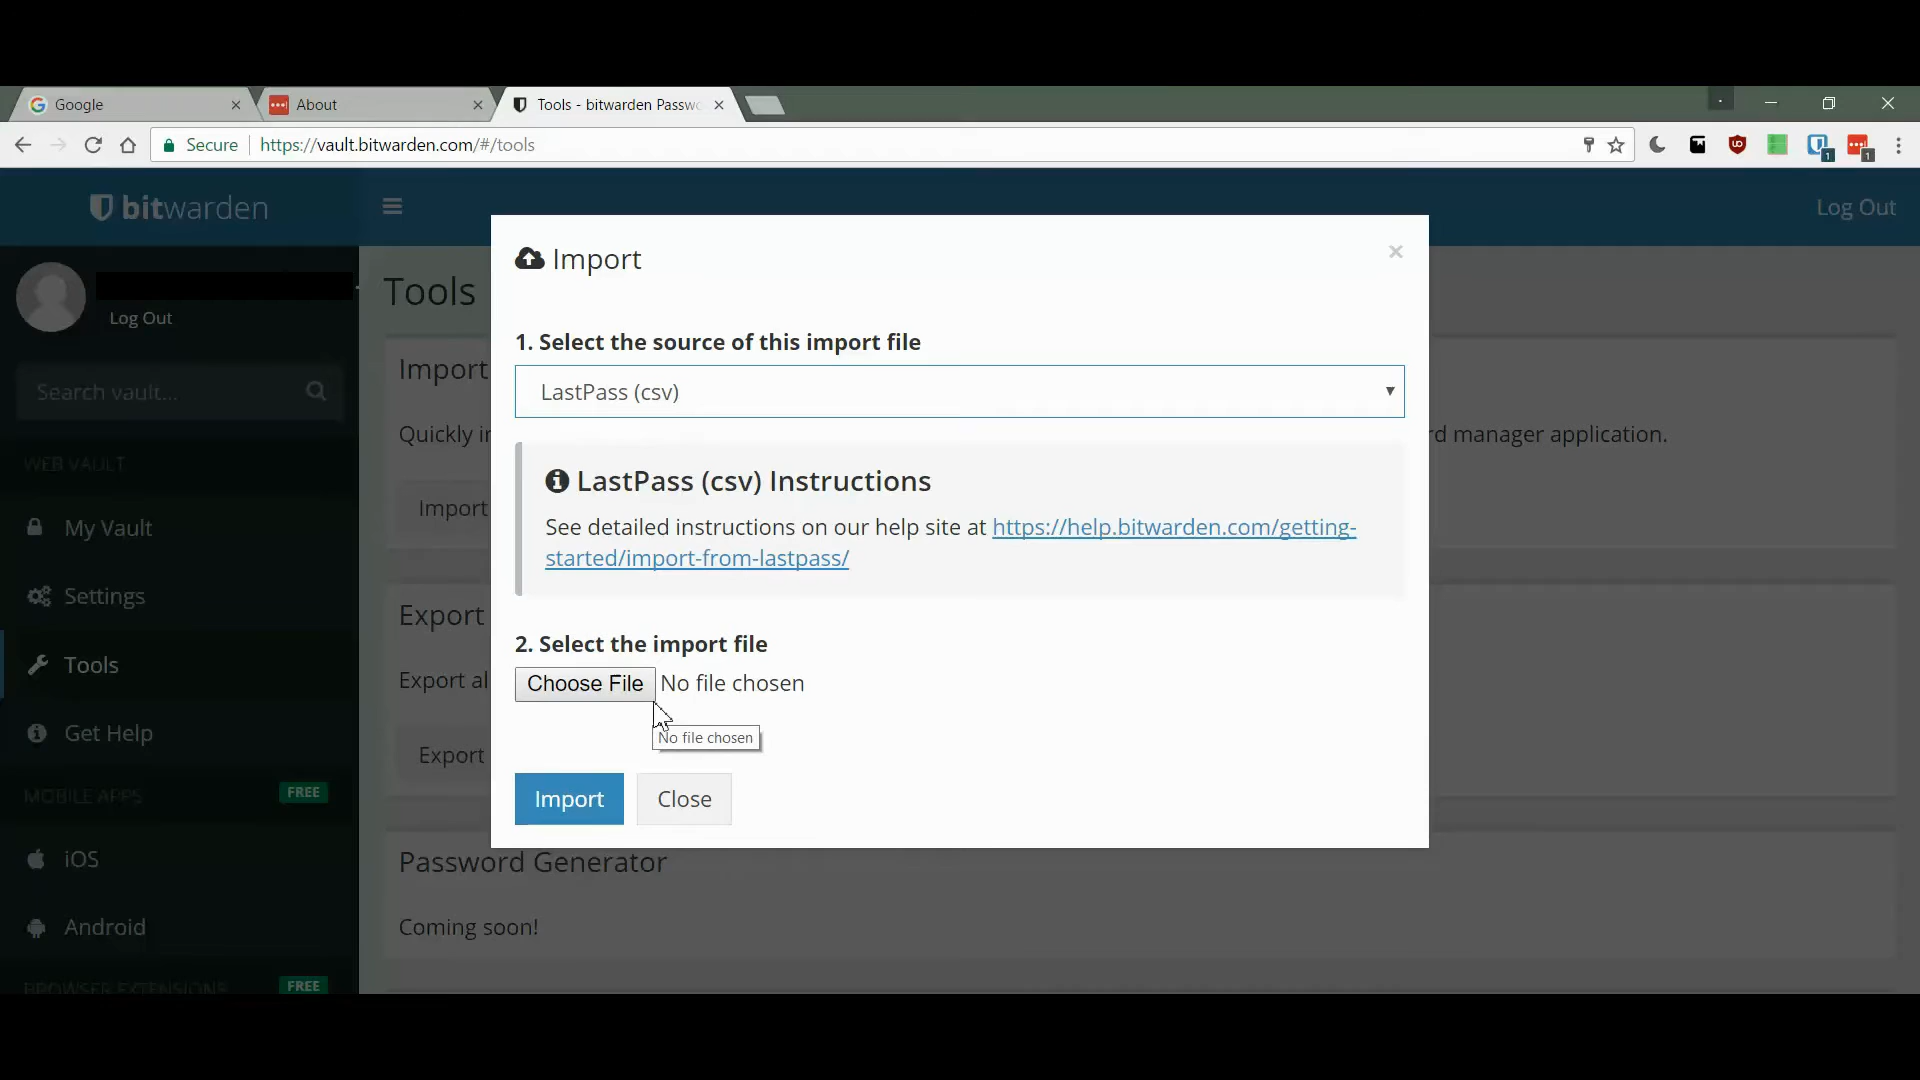 Google
About
Tools - bitwarden Passw
Secure
https://vault.bitwarden.com/#/tools
1
1
bitwarden
Log Out
Log Out
Search vault...
WEB VAULT
My Vault
Settings
Tools
Get Help
MOBILE APPS
FREE
iOS
Android
BROWSER EXTENSIONS
FREE
Tools
Import
Quickly i
rd manager application.
Import
Export
Export al
Export
Password Generator
Coming soon!
Import
×
1. Select the source of this import file
LastPass (csv)
LastPass (csv) Instructions
See detailed instructions on our help site at https://help.bitwarden.com/getting-
started/import-from-lastpass/
2. Select the import file
Choose File No file chosen
No file chosen
Import
Close